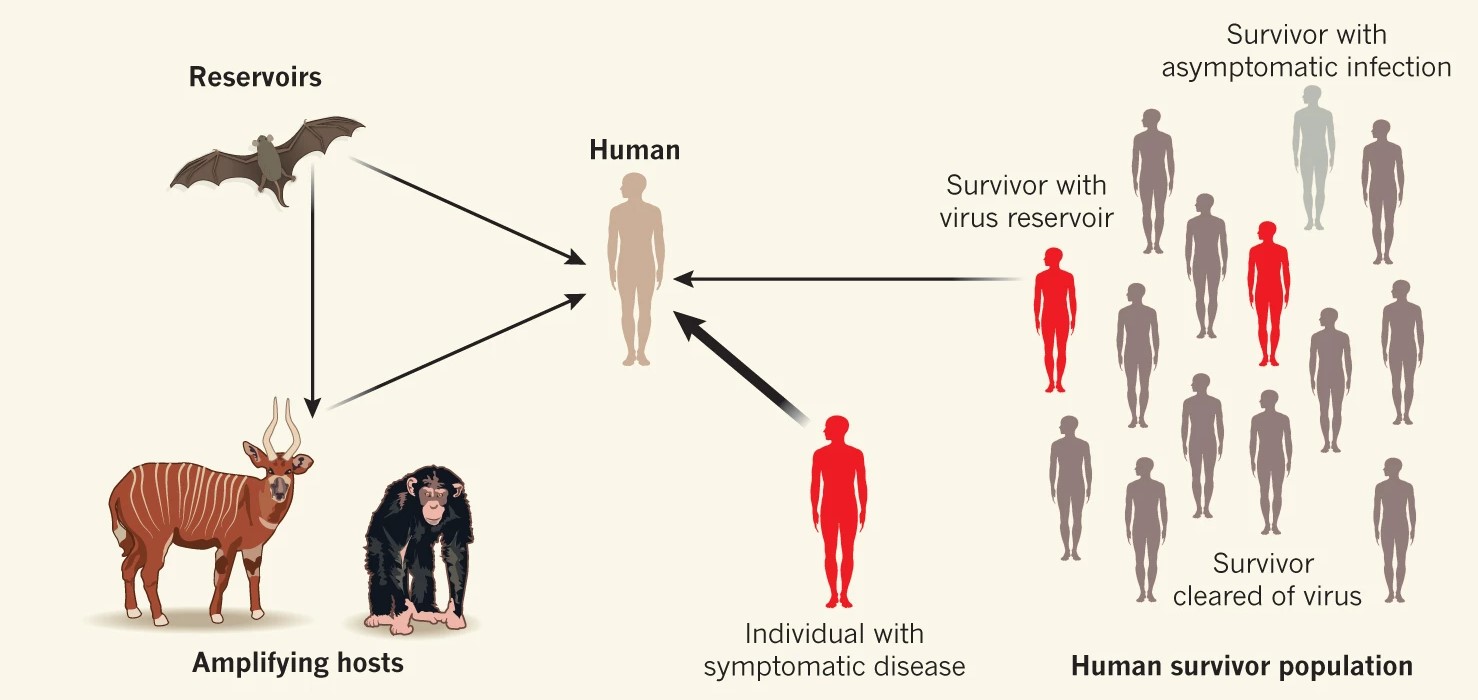 Reservoirs
Human
Survivor with
asymptomatic infection
Survivor with
virus reservoir
Survivor
cleared of virus
Individual with
symptomatic disease
Amplifying hosts
Human survivor population